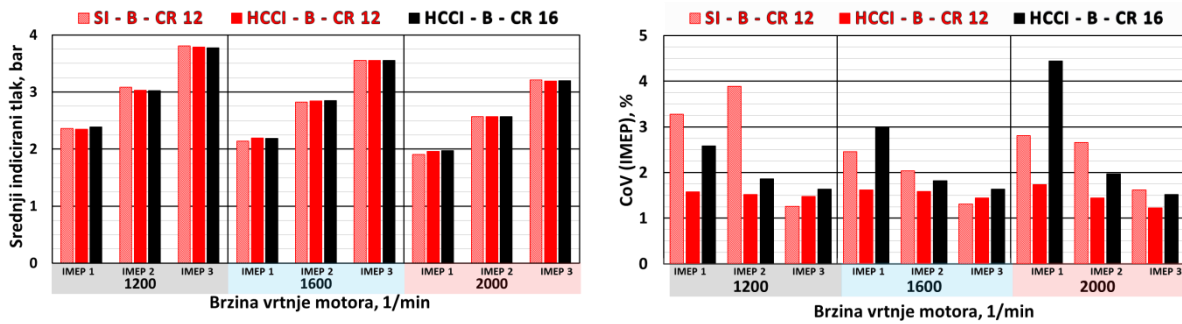 SI - B - CR 12 HCCI - B - CR 12 HCCI - B - CR 16
Srednji indicirani tlak, bar
4
3
2
1
0
IMEP 1 IMEP 2 IMEP 3 IMEP 1 IMEP 2 IMEP 3 IMEP 1 IMEP 2 IMEP 3
1200 1600 2000
Brzina vrtnje motora, 1/min
SI - B - CR 12 HCCI - B - CR 12 HCCI - B - CR 16
CoV (IMEP), %
5
4
3
2
1
0
IMEP 1 IMEP 2 IMEP 3 IMEP 1 IMEP 2 IMEP 3 IMEP 1 IMEP 2 IMEP 3
1200 1600 2000
Brzina vrtnje motora, 1/min